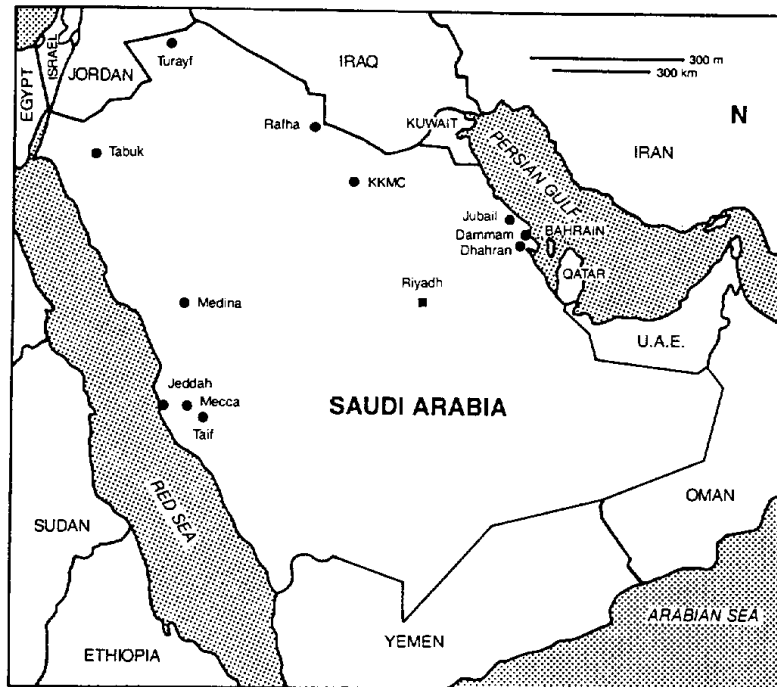 ISRAEL
EGYPT
JORDAN
Turayf
IRAQ
300 m
300 km
N
Rafha
KUWAIT
IRAN
Tabuk
KKMC
PERSIAN GULF
Jubail
Dammam
BAHRAIN
Dhahran
QATAR
Riyadh
Medina
U.A.E.
Jeddah
Mecca
SAUDI ARABIA
Taif
RED SEA
OMAN
SUDAN
ARABIAN SEA
YEMEN
ETHIOPIA